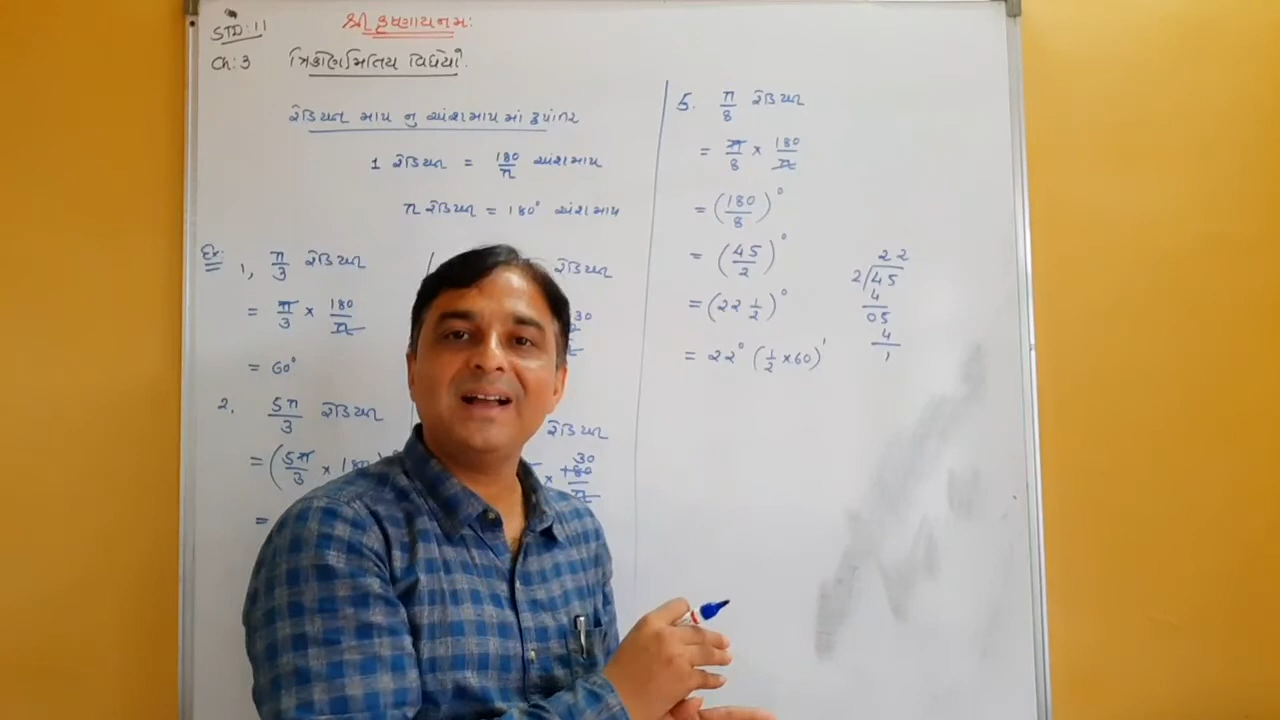 શ્રી કૃષ્ણાય નમઃ
STD: 11
Ch: 3 ત્રિકોણમિતિય વિધેયો.
રેડિયન માપ નુ અંશમાપ માં રૂપાંતર
1 રેડિયન = 180/π અંશમાપ
π રેડિયન = 180° અંશમાપ
Ex:
1, π/3 રેડિયન
= π/3 × 180/π
= 60°
2. 5π/3 રેડિયન
= (5π/3 × 180
=
રેડિયન
30
રેડિયન
30
× 180/π
5. π/8 રેડિયન
= π/8 × 180/π
= (180/8)°
= (45/2)°
= (22 1/2)°
= 22° (1/2 × 60)'
22
2/45
4
05
4
1